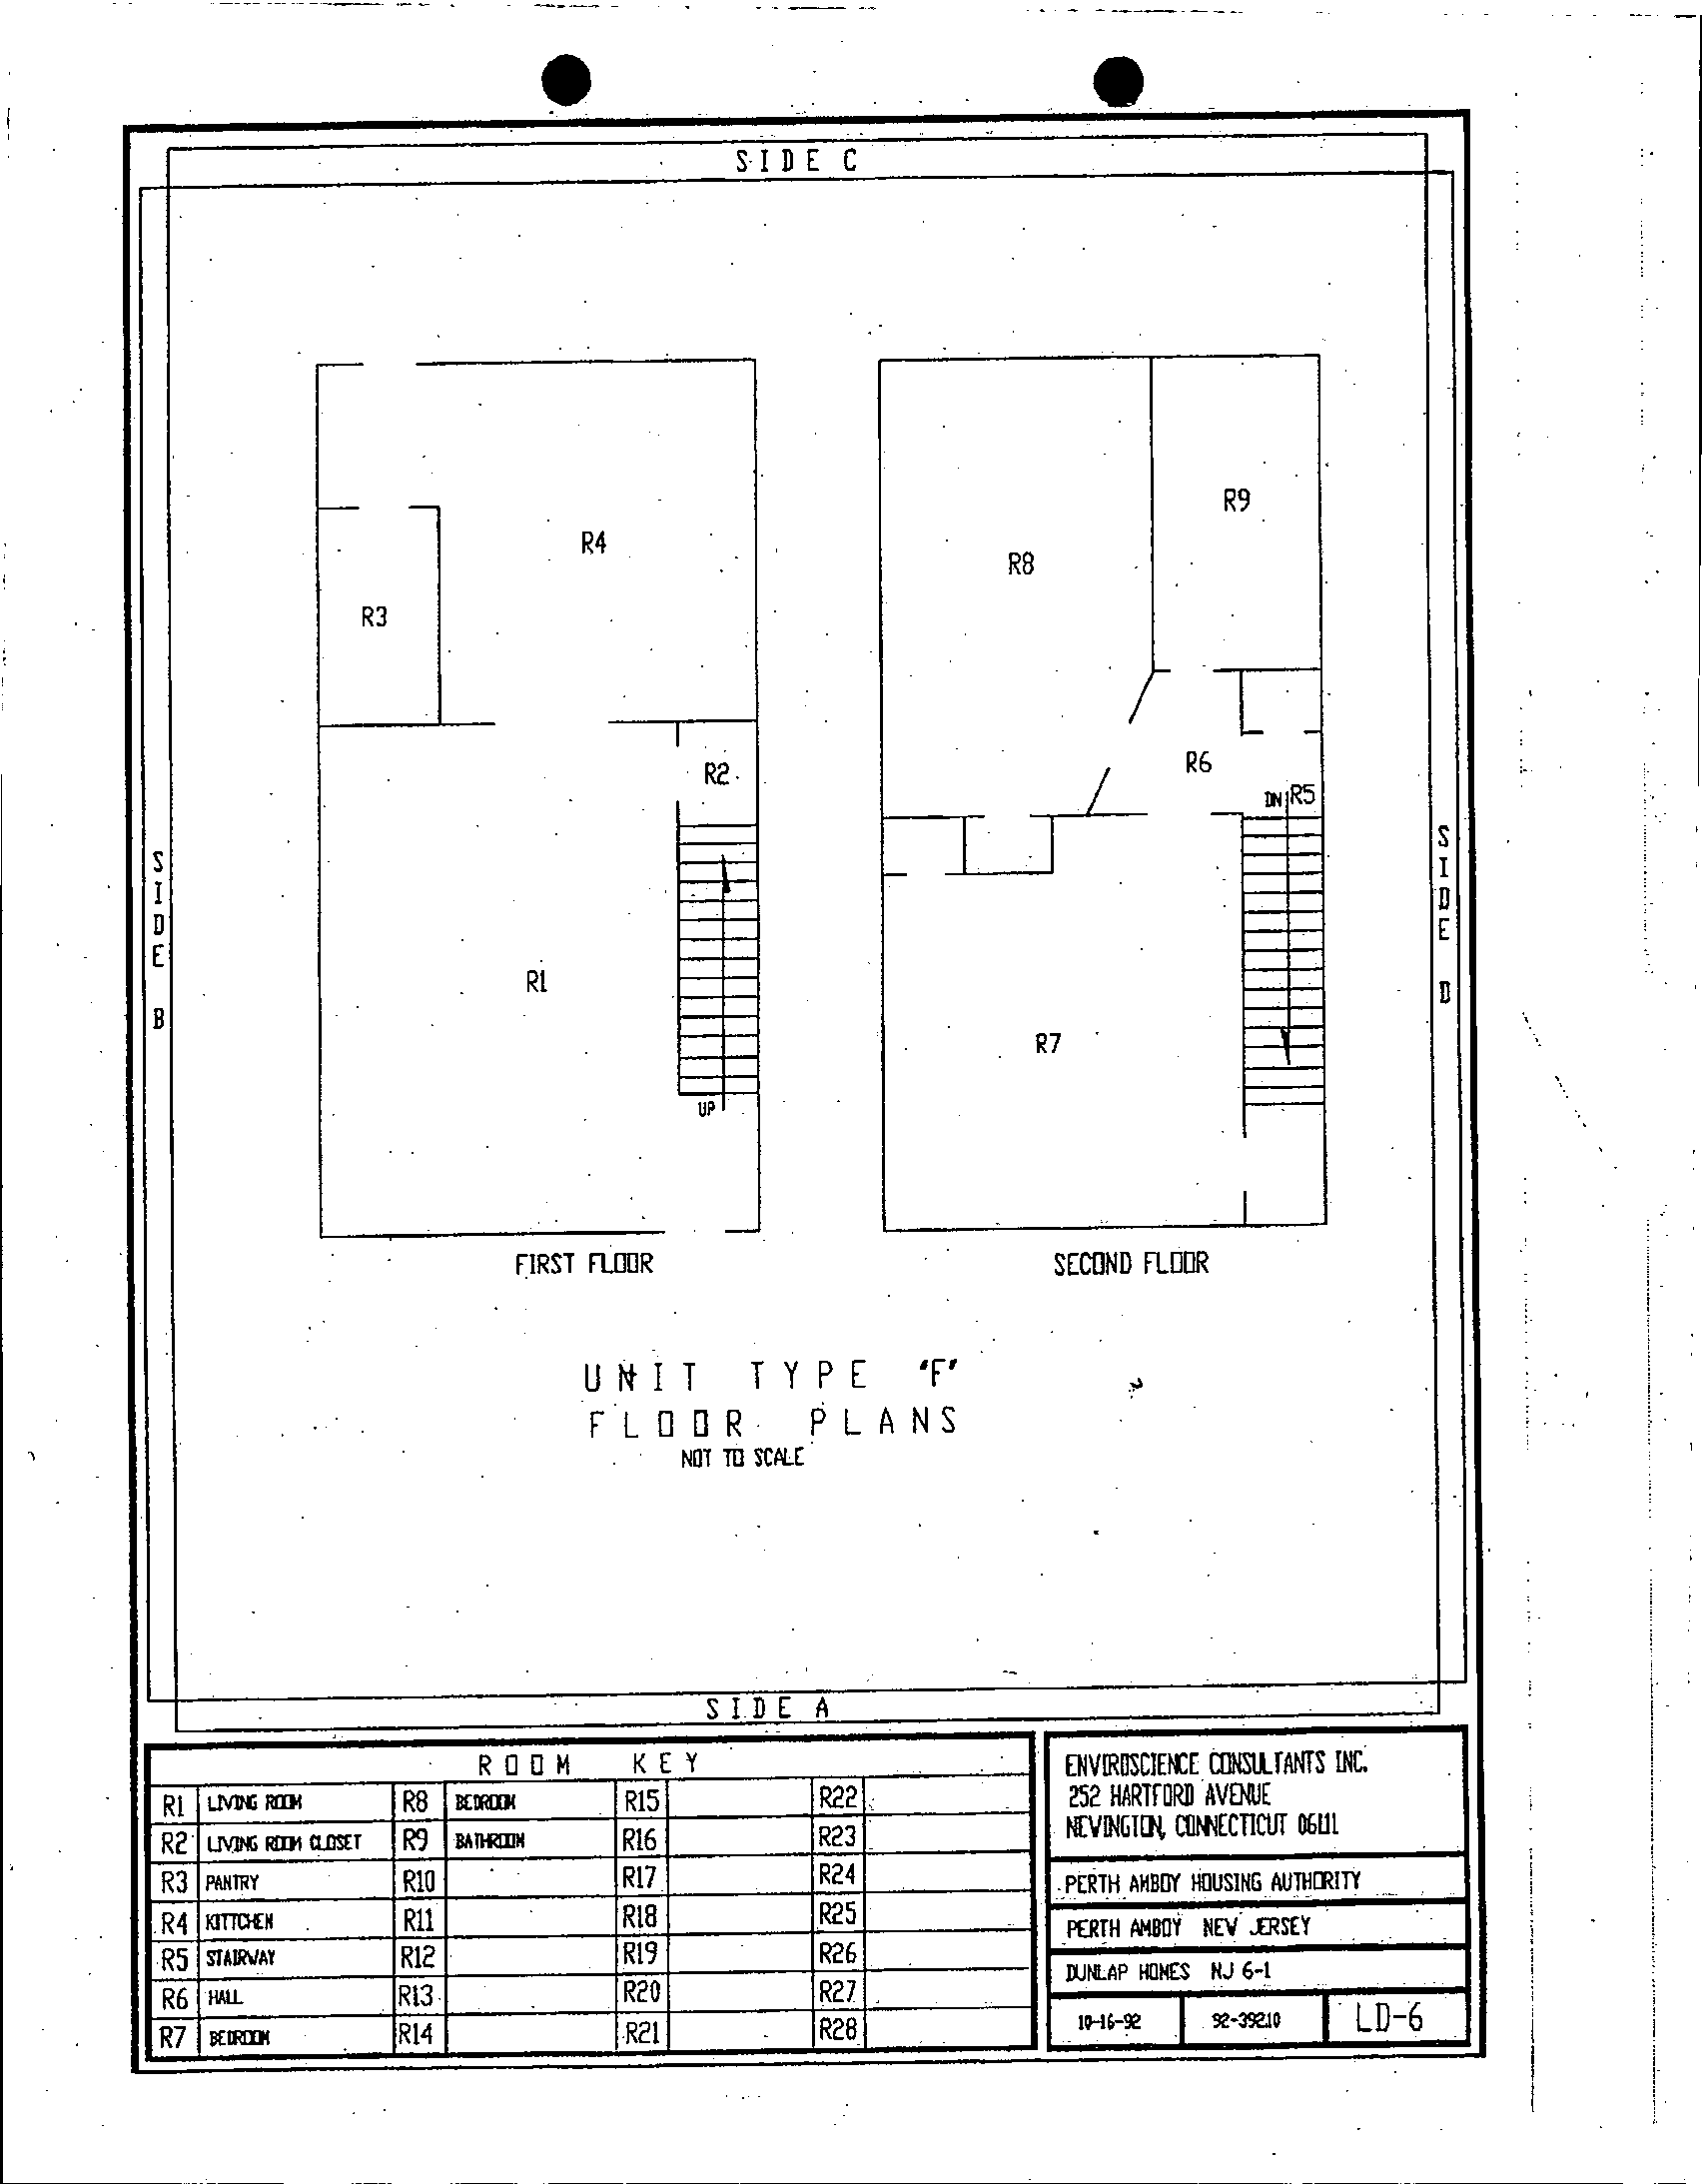 SIDE C
R4
R3
R2
R1
UP
R9
R8
R6
DN R5
R7
SIDE B
SIDE D
FIRST FLOOR
SECOND FLOOR
UNIT TYPE 'F'
FLOOR PLANS
NOT TO SCALE
SIDE A
ROOM KEY
R1 LIVING ROOM R8 BEDROOM R15 R22
R2 LIVING ROOM CLOSET R9 BATHROOM R16 R23
R3 PANTRY R10 R17 R24
R4 KITTCHEN R11 R18 R25
R5 STAIRWAY R12 R19 R26
R6 HALL R13 R20 R27
R7 BEDROOM R14 R21 R28
ENVIROSCIENCE CONSULTANTS INC.
252 HARTFORD AVENUE
NEWINGTON, CONNECTICUT 06111
PERTH AMBOY HOUSING AUTHORITY
PERTH AMBOY NEW JERSEY
DUNLAP HOMES NJ 6-1
10-16-92 92-392.10 LD-6